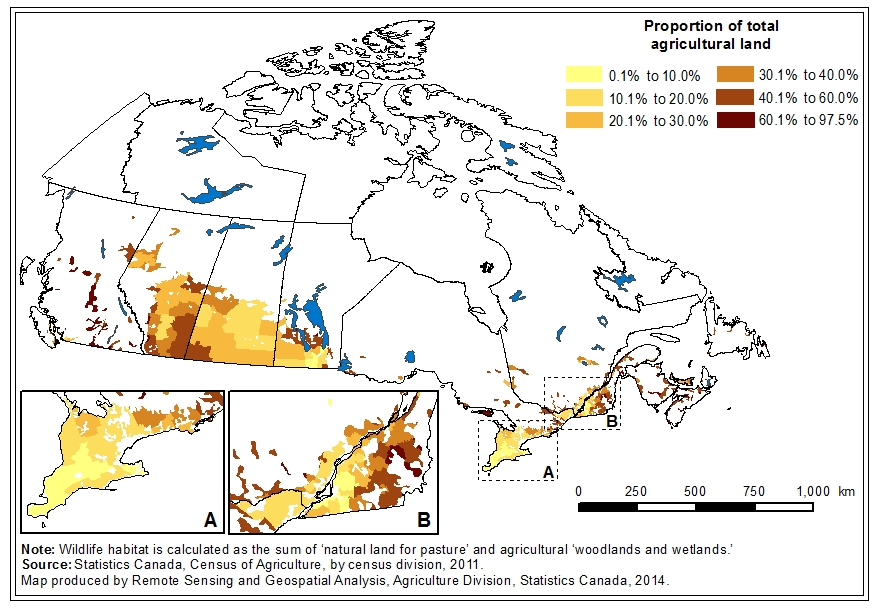 Proportion of total
agricultural land
0.1% to 10.0%
30.1% to 40.0%
10.1% to 20.0%
40.1% to 60.0%
20.1% to 30.0%
60.1% to 97.5%
B
A
A
B
0 250 500 750 1,000 km
Note: Wildlife habitat is calculated as the sum of 'natural land for pasture' and agricultural 'woodlands and wetlands.'
Source: Statistics Canada, Census of Agriculture, by census division, 2011.
Map produced by Remote Sensing and Geospatial Analysis, Agriculture Division, Statistics Canada, 2014.